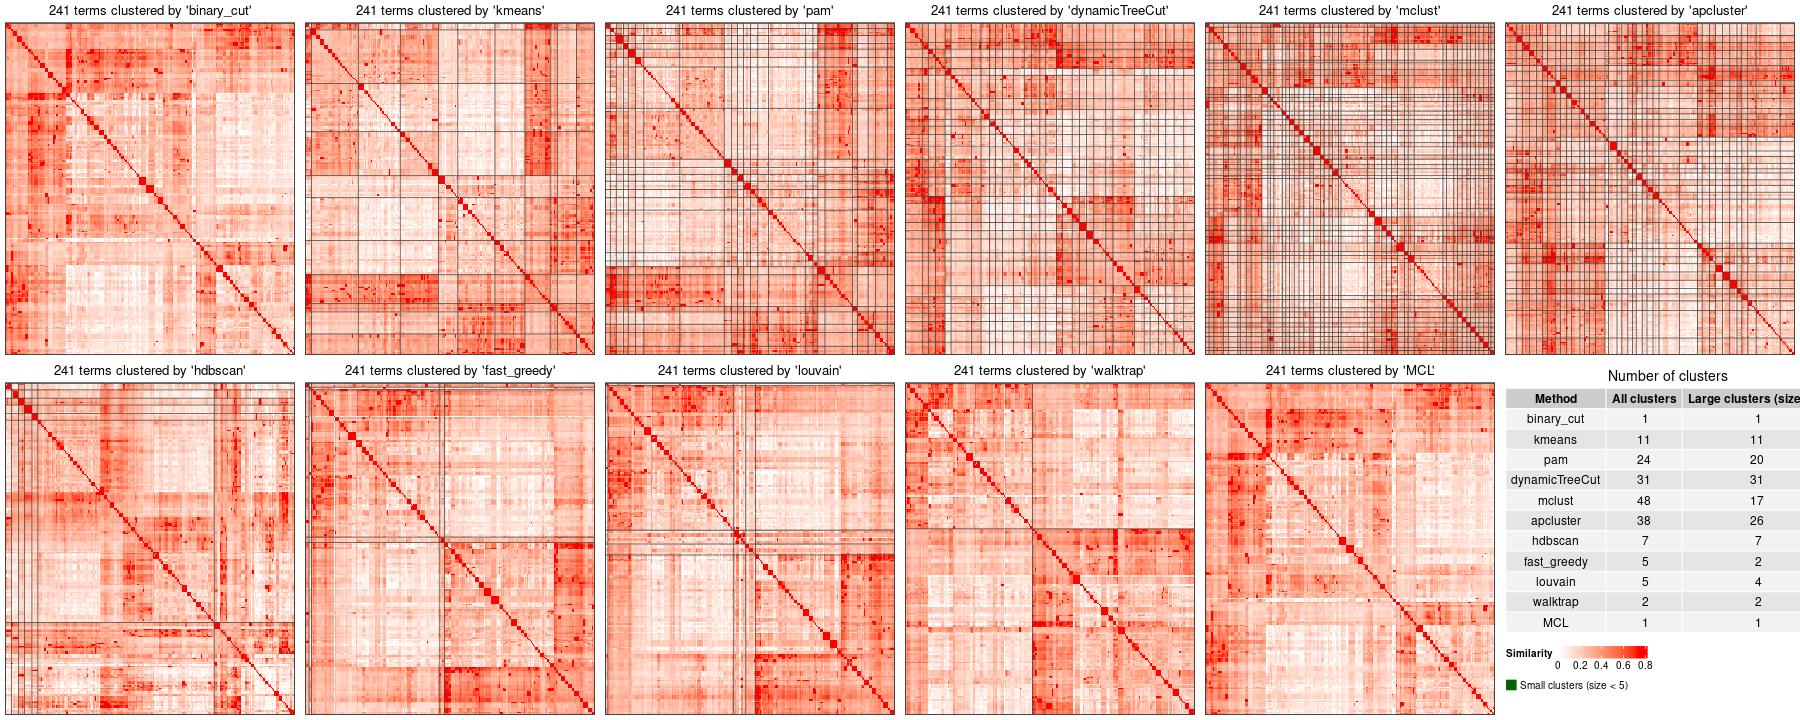 241 terms clustered by 'binary_cut'
241 terms clustered by 'kmeans'
241 terms clustered by 'pam'
241 terms clustered by 'dynamicTreeCut'
241 terms clustered by 'mclust'
241 terms clustered by 'apcluster'
241 terms clustered by 'hdbscan'
241 terms clustered by 'fast_greedy'
241 terms clustered by 'louvain'
241 terms clustered by 'walktrap'
241 terms clustered by 'MCL'
Number of clusters
Method All clusters Large clusters (size
binary_cut 1 1
kmeans 11 11
pam 24 20
dynamicTreeCut 31 31
mclust 48 17
apcluster 38 26
hdbscan 7 7
fast_greedy 5 2
louvain 5 4
walktrap 2 2
MCL 1 1
Similarity
0 0.2 0.4 0.6 0.8
Small clusters (size < 5)